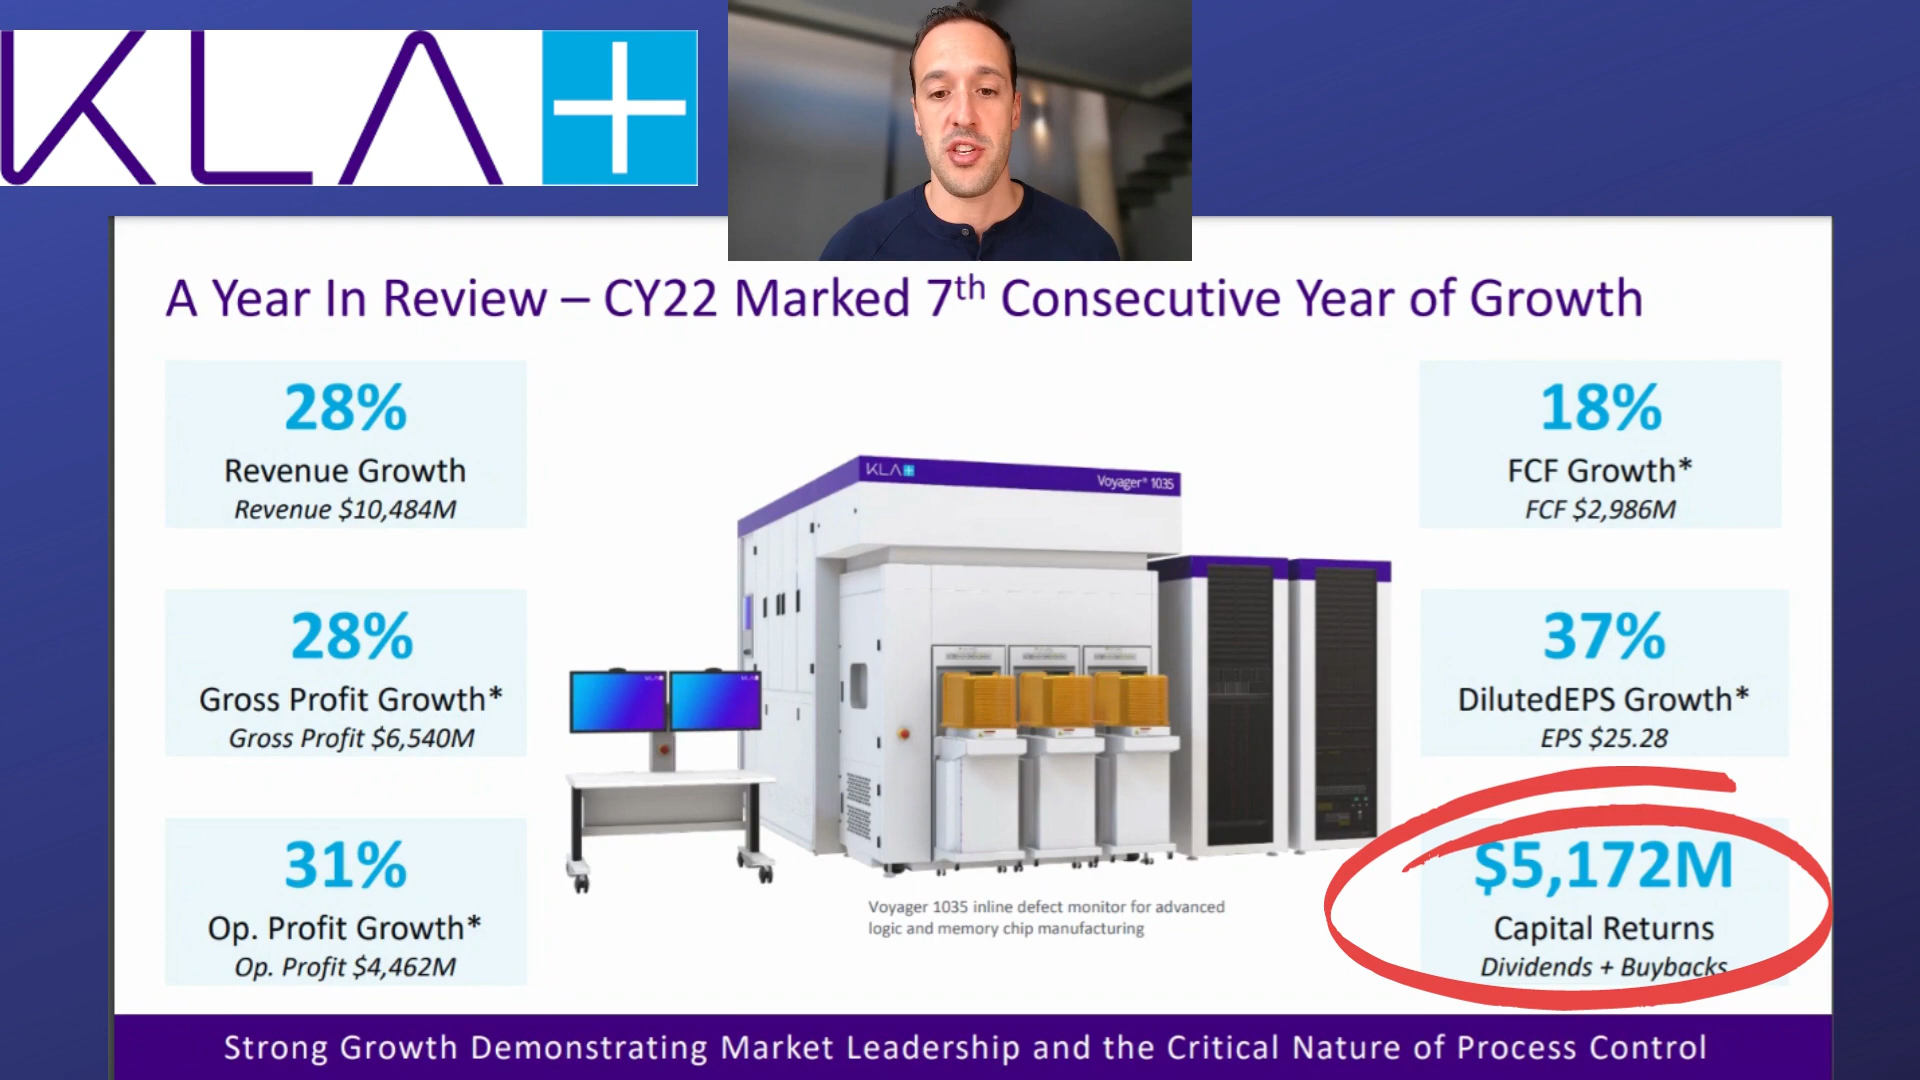 KLA+
A Year In Review – CY22 Marked 7th Consecutive Year of Growth
28%
Revenue Growth
Revenue $10,484M
28%
Gross Profit Growth*
Gross Profit $6,540M
31%
Op. Profit Growth*
Op. Profit $4,462M
KLA+
Voyager® 1035
Voyager 1035 inline defect monitor for advanced
logic and memory chip manufacturing
18%
FCF Growth*
FCF $2,986M
37%
DilutedEPS Growth*
EPS $25.28
$5,172M
Capital Returns
Dividends + Buybacks
Strong Growth Demonstrating Market Leadership and the Critical Nature of Process Control